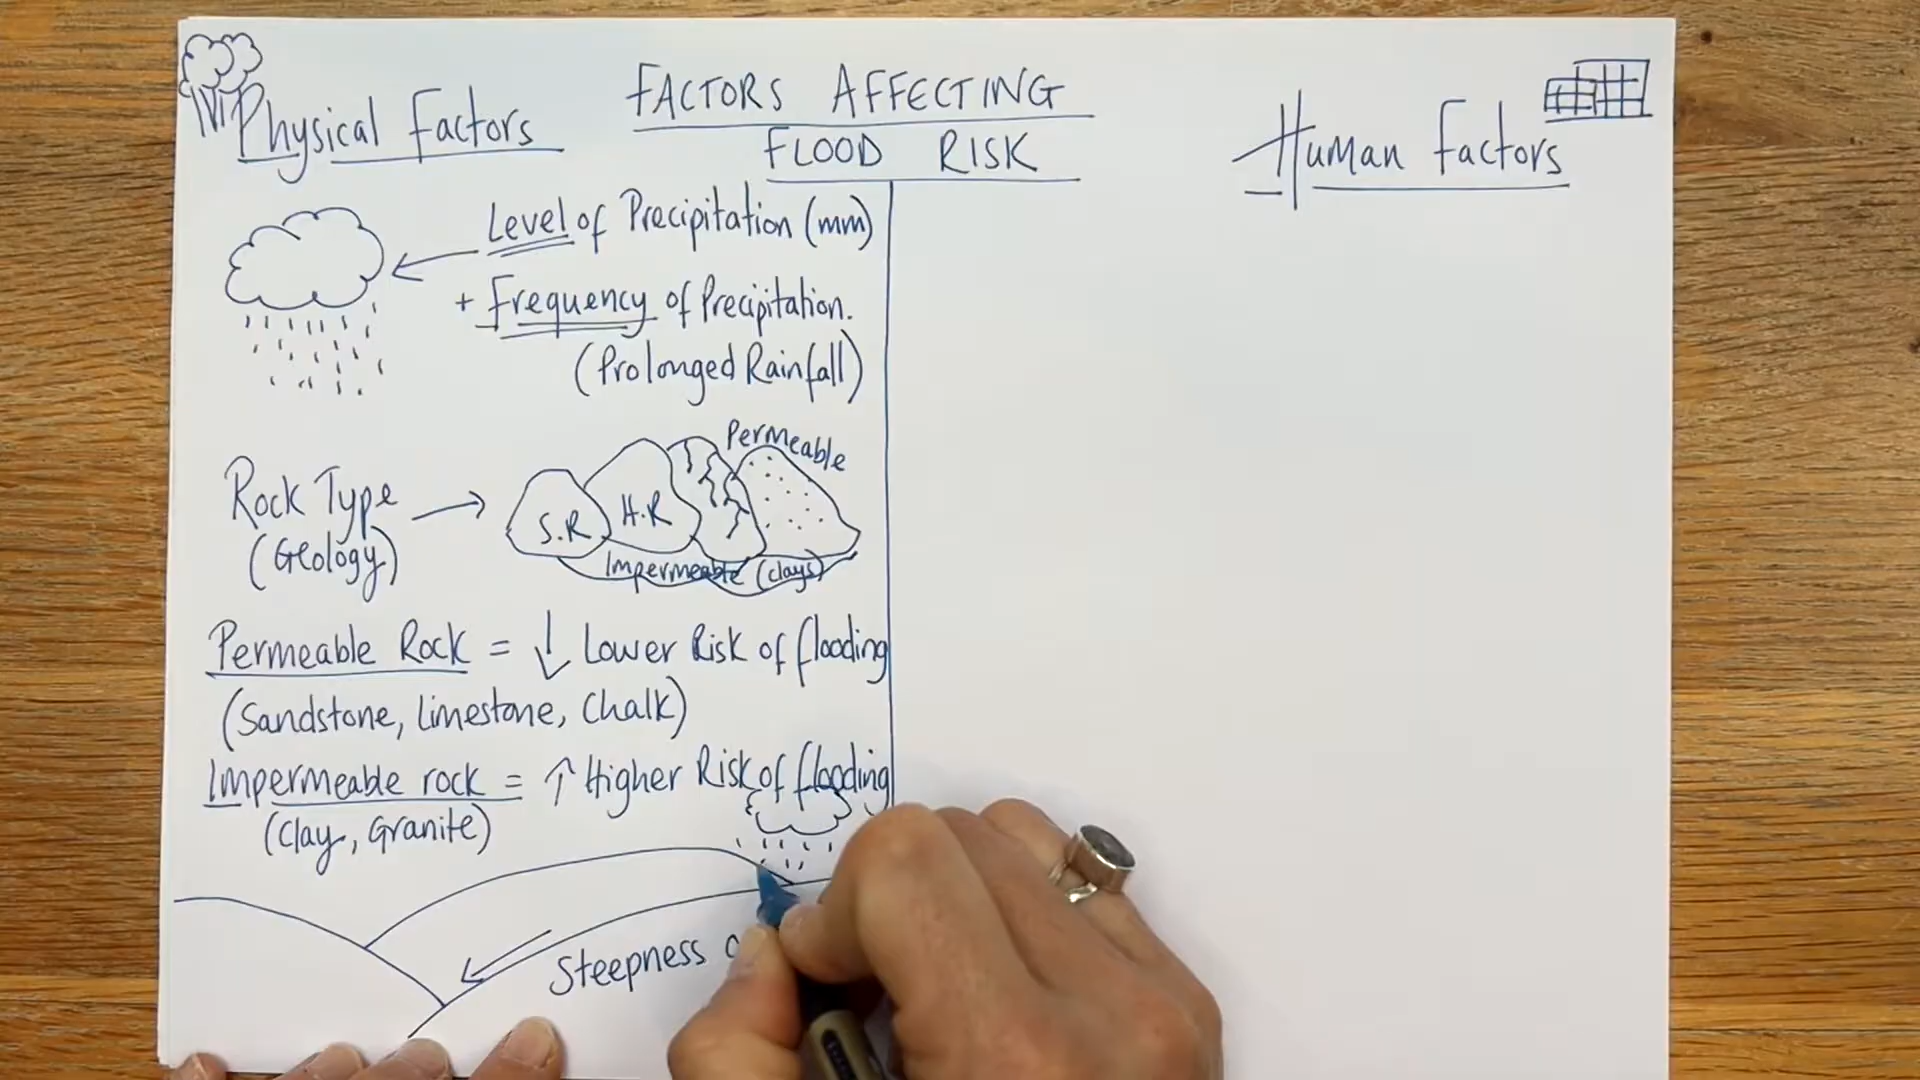 FACTORS AFFECTING
FLOOD RISK
Physical Factors
Level of Precipitation (mm)
+ Frequency of Precipitation.
(Prolonged Rainfall)
Rock Type
(Geology)
S.R
H.R
Permeable
Impermeable (clays)
Permeable Rock = ↓ Lower Risk of flooding
(Sandstone, Limestone, Chalk)
Impermeable rock = ↑ Higher Risk of flooding
(Clay, Granite)
Steepness
Human Factors